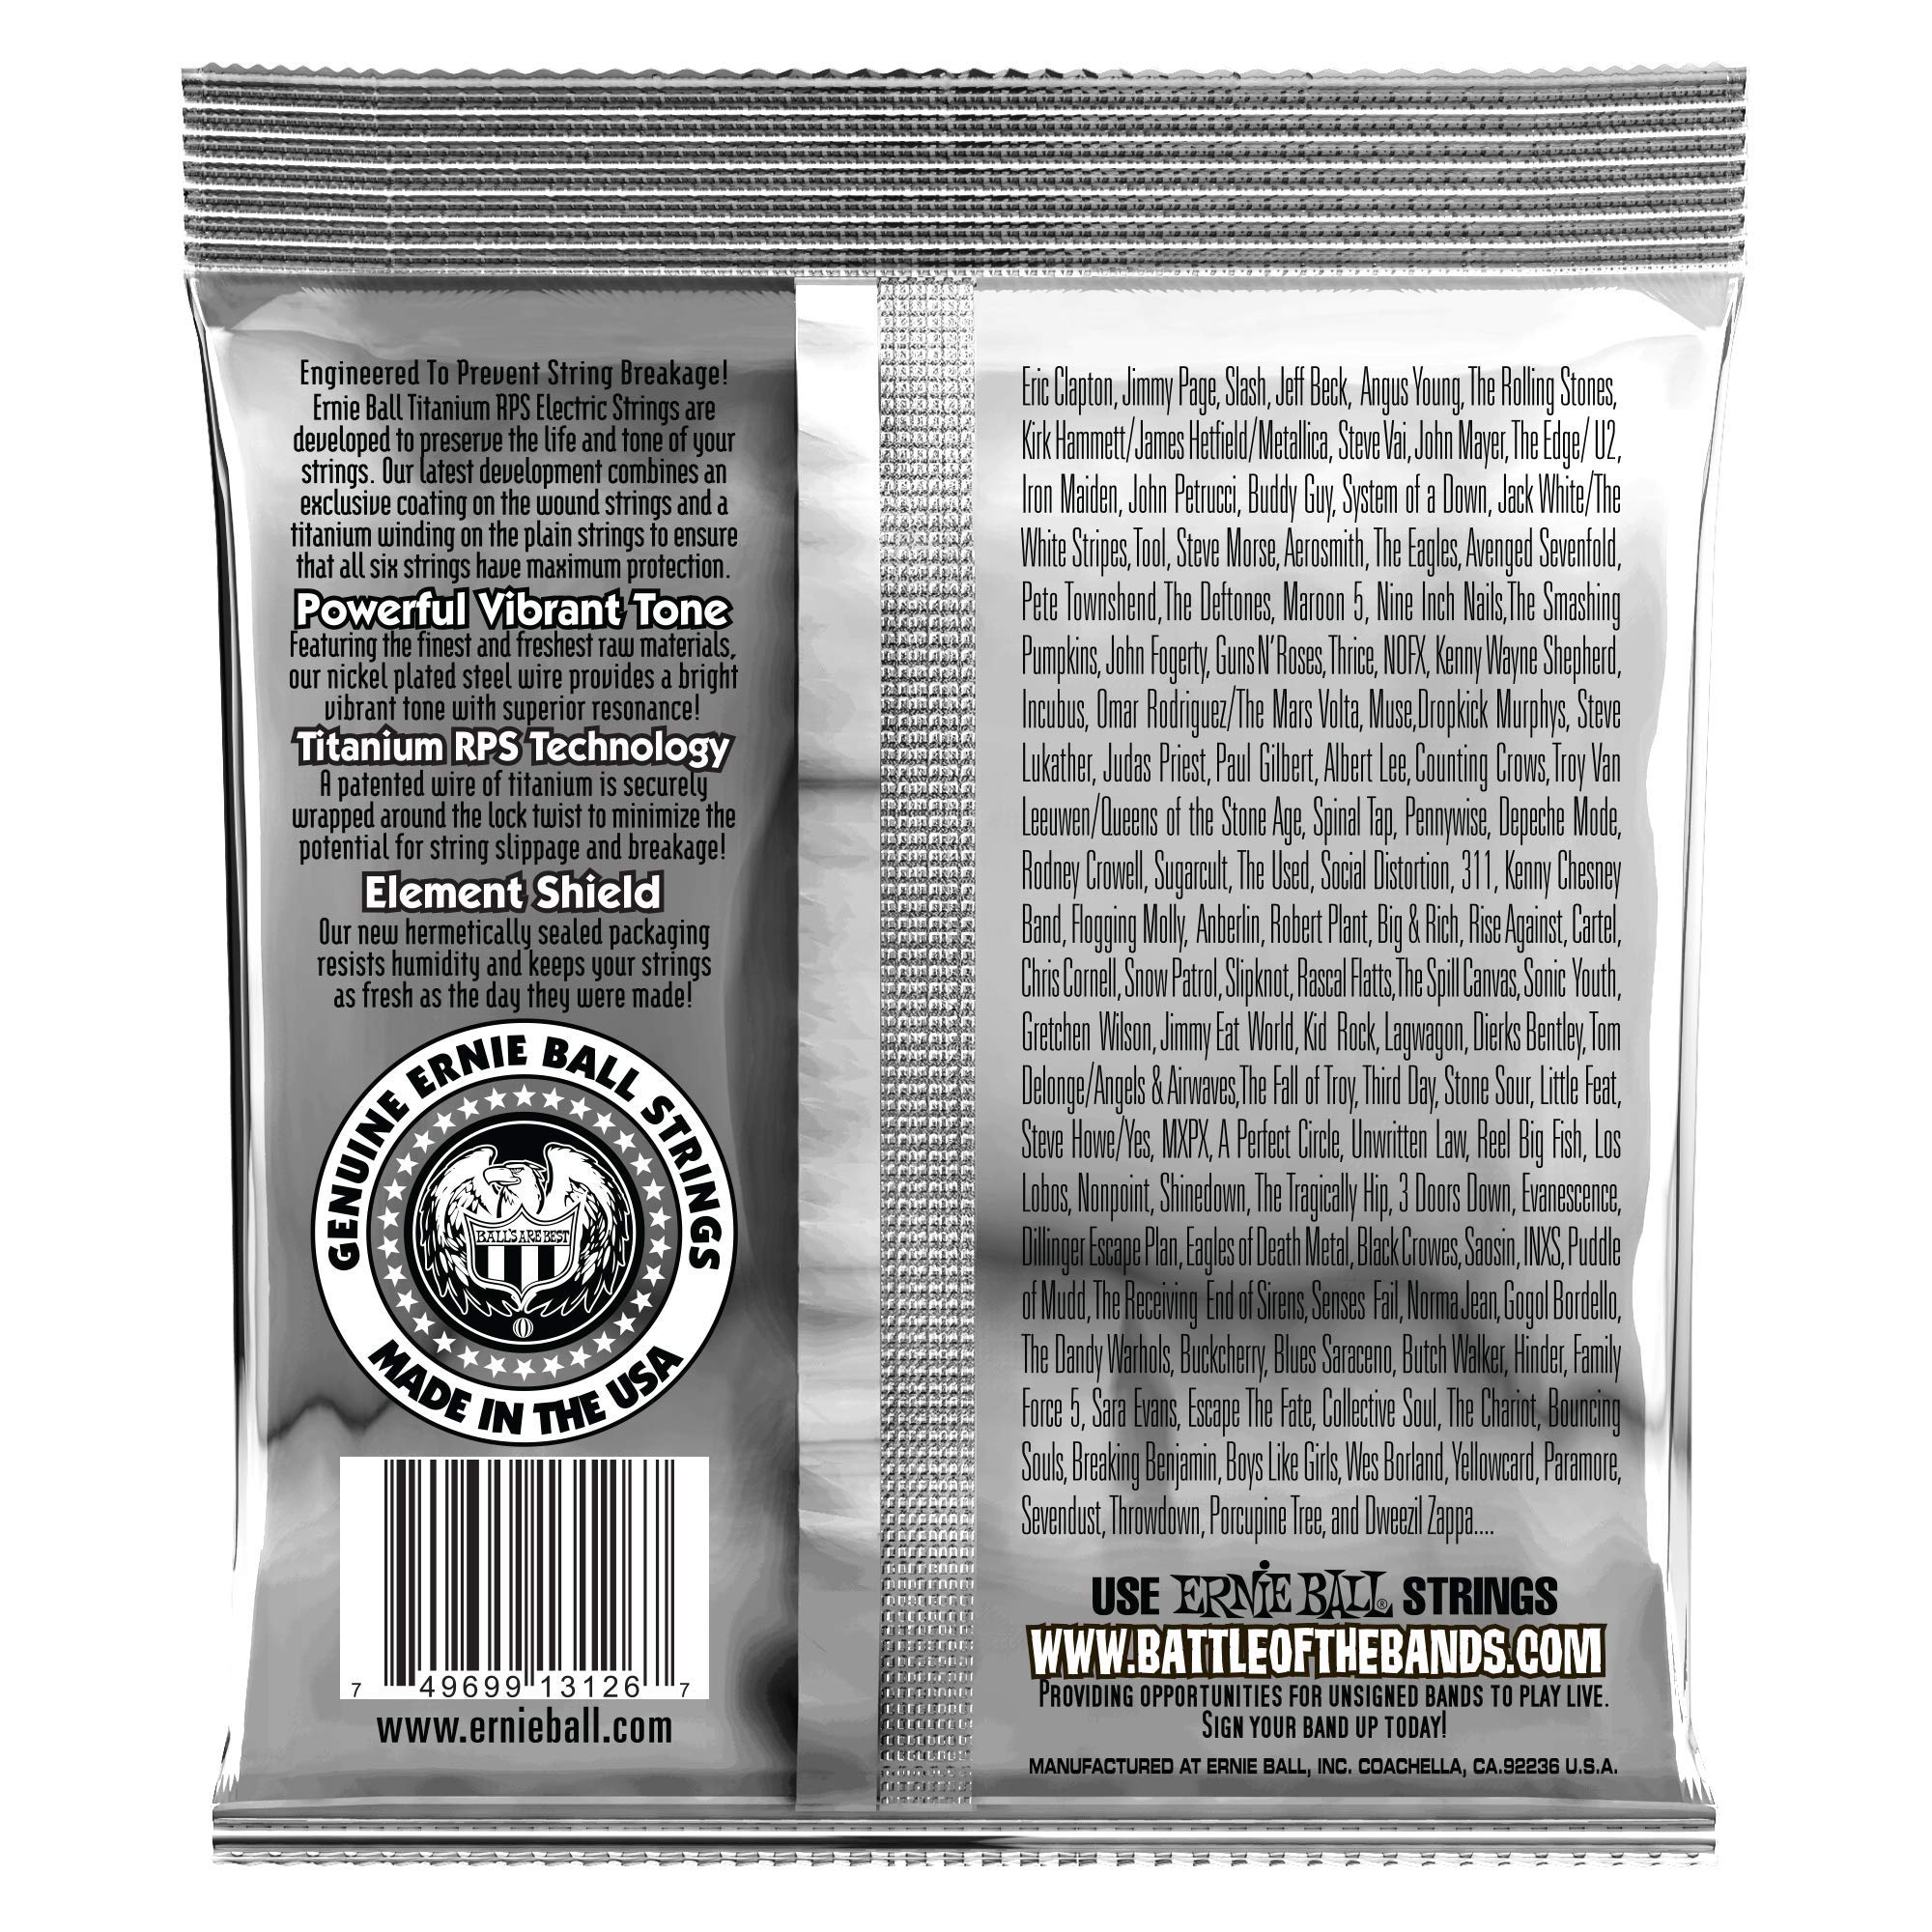 Engineered To Prevent String Breakage!
Ernie Ball Titanium RPS Electric Strings are
developed to preserve the life and tone of your
strings. Our latest development combines an
exclusive coating on the wound strings and a
titanium winding on the plain strings to ensure
that all six strings have maximum protection.
Powerful Vibrant Tone
Featuring the finest and freshest raw materials,
our nickel plated steel wire provides a bright
vibrant tone with superior resonance!
Titanium RPS Technology
A patented wire of titanium is securely
wrapped around the lock twist to minimize the
potential for string slippage and breakage!
Element Shield
Our new hermetically sealed packaging
resists humidity and keeps your strings
as fresh as the day they were made!
GENUINE ERNIE BALL STRINGS
BALL'S ARE BEST
MADE IN THE USA
7 49699 13126 7
www.ernieball.com
Eric Clapton, Jimmy Page, Slash, Jeff Beck, Angus Young, The Rolling Stones,
Kirk Hammett/James Hetfield/Metallica, Steve Vai, John Mayer, The Edge/ U2,
Iron Maiden, John Petrucci, Buddy Guy, System of a Down, Jack White/The
White Stripes, Tool, Steve Morse, Aerosmith, The Eagles, Avenged Sevenfold,
Pete Townshend, The Deftones, Maroon 5, Nine Inch Nails, The Smashing
Pumpkins, John Fogerty, Guns N' Roses, Thrice, NOFX, Kenny Wayne Shepherd,
Incubus, Omar Rodriguez/The Mars Volta, Muse, Dropkick Murphys, Steve
Lukather, Judas Priest, Paul Gilbert, Albert Lee, Counting Crows, Troy Van
Leeuwen/Queens of the Stone Age, Spinal Tap, Pennywise, Depeche Mode,
Rodney Crowell, Sugarcult, The Used, Social Distortion, 311, Kenny Chesney
Band, Flogging Molly, Anberlin, Robert Plant, Big & Rich, Rise Against, Cartel,
Chris Cornell, Snow Patrol, Slipknot, Rascal Flatts, The Spill Canvas, Sonic Youth,
Gretchen Wilson, Jimmy Eat World, Kid Rock, Lagwagon, Dierks Bentley, Tom
Delonge/Angels & Airwaves, The Fall of Troy, Third Day, Stone Sour, Little Feat,
Steve Howe/Yes, MXPX, A Perfect Circle, Unwritten Law, Reel Big Fish, Los
Lobos, Nonpoint, Shinedown, The Tragically Hip, 3 Doors Down, Evanescence,
Dillinger Escape Plan, Eagles of Death Metal, Black Crowes, Saosin, INXS, Puddle
of Mudd, The Receiving End of Sirens, Senses Fail, Norma Jean, Gogol Bordello,
The Dandy Warhols, Buckcherry, Blues Saraceno, Butch Walker, Hinder, Family
Force 5, Sara Evans, Escape The Fate, Collective Soul, The Chariot, Bouncing
Souls, Breaking Benjamin, Boys Like Girls, Wes Borland, Yellowcard, Paramore,
Sevendust, Throwdown, Porcupine Tree, and Dweezil Zappa....
USE ERNIE BALL® STRINGS
WWW.BATTLEOFTHEBANDS.COM
PROVIDING OPPORTUNITIES FOR UNSIGNED BANDS TO PLAY LIVE.
SIGN YOUR BAND UP TODAY!
MANUFACTURED AT ERNIE BALL, INC. COACHELLA, CA.92236 U.S.A.